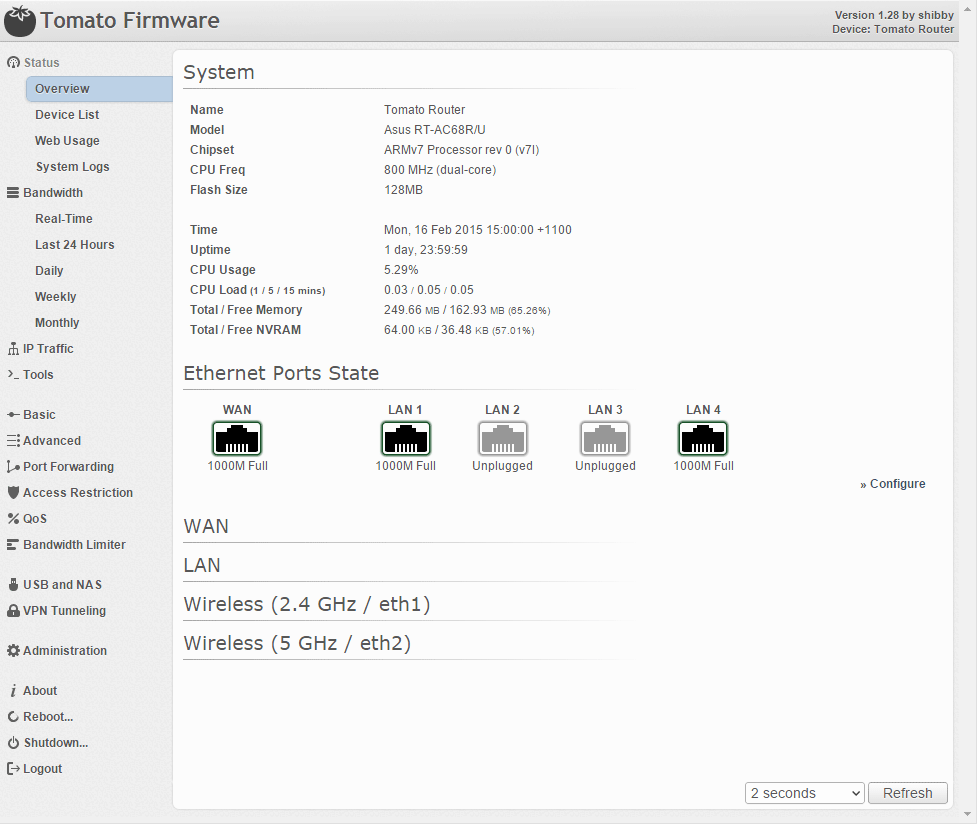 Tomato Firmware
Version 1.28 by shibby
Device: Tomato Router
Status
Overview
Device List
Web Usage
System Logs
Bandwidth
Real-Time
Last 24 Hours
Daily
Weekly
Monthly
IP Traffic
Tools
Basic
Advanced
Port Forwarding
Access Restriction
QoS
Bandwidth Limiter
USB and NAS
VPN Tunneling
Administration
About
Reboot...
Shutdown...
Logout
System
Name Tomato Router
Model Asus RT-AC68R/U
Chipset ARMv7 Processor rev 0 (v7l)
CPU Freq 800 MHz (dual-core)
Flash Size 128MB
Time Mon, 16 Feb 2015 15:00:00 +1100
Uptime 1 day, 23:59:59
CPU Usage 5.29%
CPU Load (1 / 5 / 15 mins) 0.03 / 0.05 / 0.05
Total / Free Memory 249.66 MB / 162.93 MB (65.26%)
Total / Free NVRAM 64.00 KB / 36.48 KB (57.01%)
Ethernet Ports State
WAN LAN 1 LAN 2 LAN 3 LAN 4
1000M Full 1000M Full Unplugged Unplugged 1000M Full
» Configure
WAN
LAN
Wireless (2.4 GHz / eth1)
Wireless (5 GHz / eth2)
2 seconds Refresh